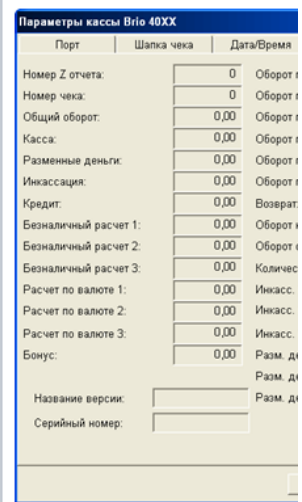 Параметры кассы Brio 40XX
Порт Шапка чека Дата/Время
Номер Z отчета: 0 Оборот
Номер чека: 0 Оборот
Общий оборот: 0,00 Оборот
Касса: 0,00 Оборот
Разменные деньги: 0,00 Оборот
Инкассация: 0,00 Оборот
Кредит: 0,00 Возврат:
Безналичный расчет 1: 0,00 Оборот
Безналичный расчет 2: 0,00 Оборот
Безналичный расчет 3: 0,00
Расчет по валюте 1: 0,00 Инкасс.
Расчет по валюте 2: 0,00 Инкасс.
Расчет по валюте 3: 0,00 Инкасс.
Бонус: 0,00 Разм.
Разм.
Название версии: Разм.
Серийный номер: